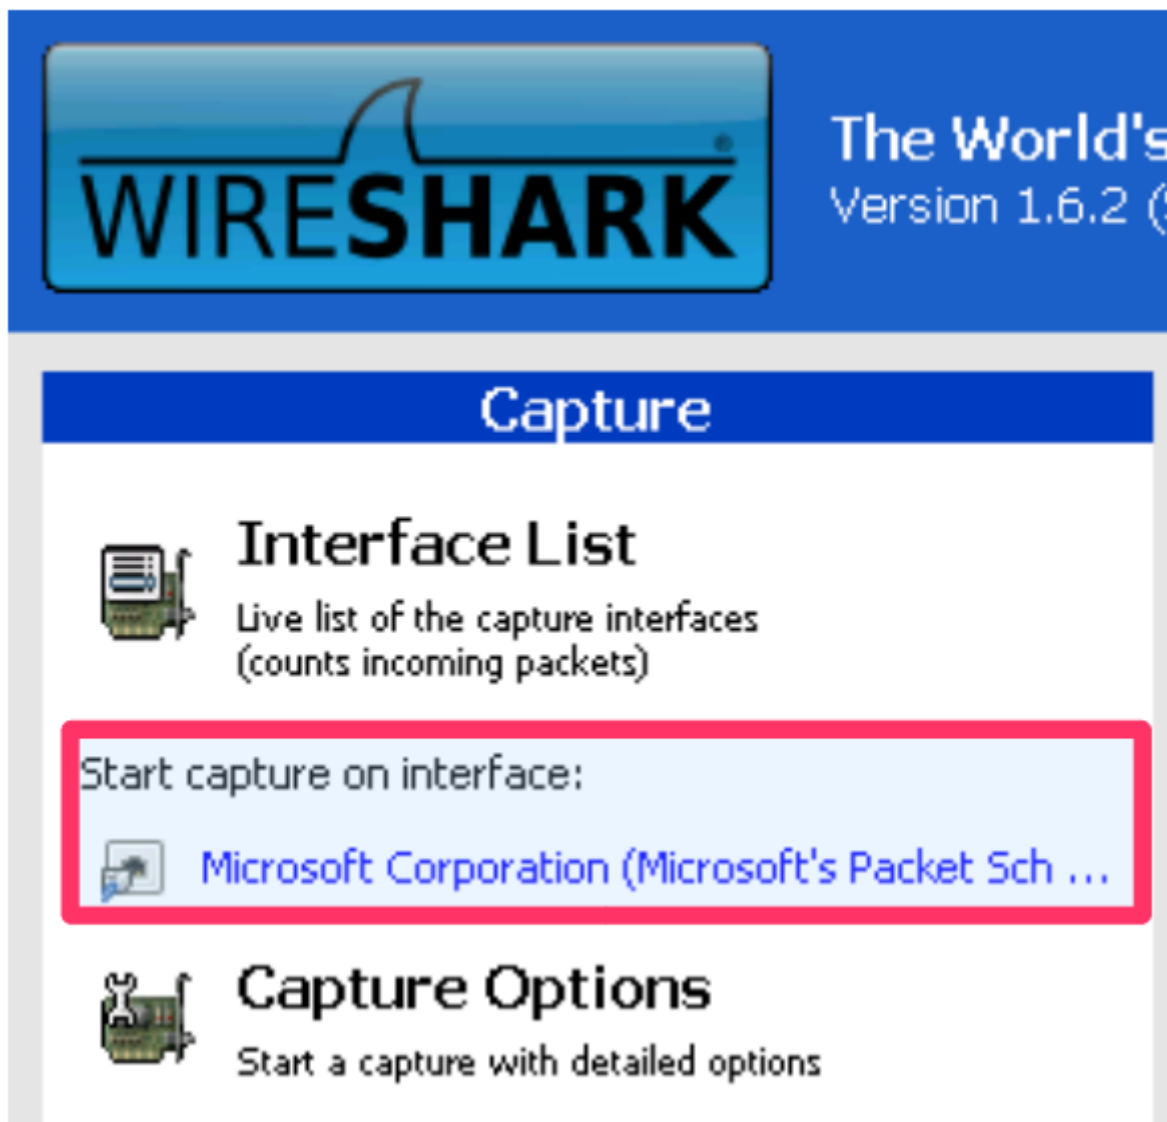 WIRESHARK®
The World's
Version 1.6.2 (
Capture
Interface List
Live list of the capture interfaces
(counts incoming packets)
Start capture on interface:
Microsoft Corporation (Microsoft's Packet Sch ...
Capture Options
Start a capture with detailed options